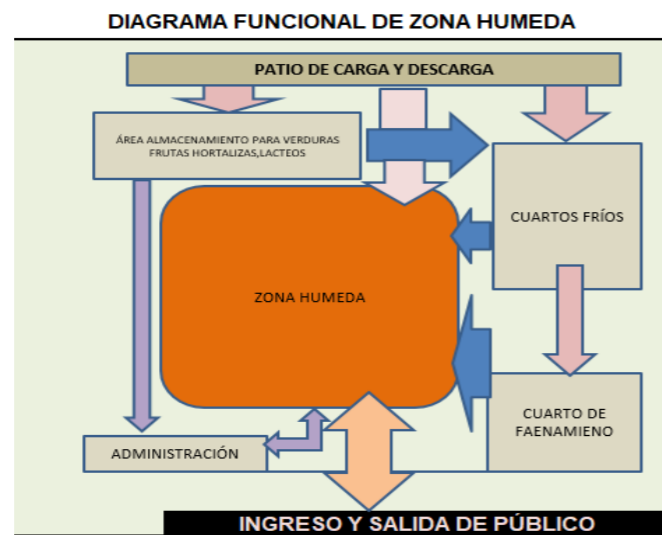 DIAGRAMA FUNCIONAL DE ZONA HUMEDA
PATIO DE CARGA Y DESCARGA
ÁREA ALMACENAMIENTO PARA VERDURAS
FRUTAS HORTALIZAS,LACTEOS
CUARTOS FRÍOS
ZONA HUMEDA
CUARTO DE
FAENAMIENO
ADMINISTRACIÓN
INGRESO Y SALIDA DE PÚBLICO